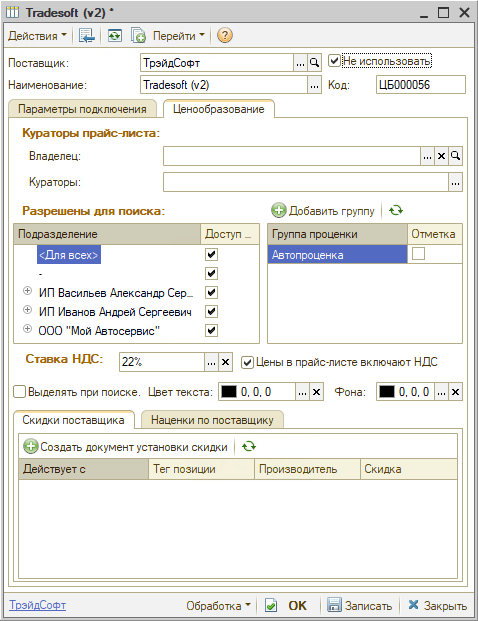 Tradesoft (v2) *
Действия Перейти ?
Поставщик: ТрэйдСофт ... Не использовать
Наименование: Tradesoft (v2) ... Код: ЦБ000056
Параметры подключения Ценообразование
Кураторы прайс-листа:
Владелец: ...
Кураторы: ...
Разрешены для поиска: Добавить группу
Подразделение Доступ ... Группа проценки Отметка
<Для всех> Автопроценка
-
ИП Васильев Александр Сер...
ИП Иванов Андрей Сергеевич
ООО "Мой Автосервис"
Ставка НДС: 22% ... Цены в прайс-листе включают НДС
Выделять при поиске. Цвет текста: 0, 0, 0 ... Фона: 0, 0, 0 ...
Скидки поставщика Наценки по поставщику
Создать документ установки скидки
Действует с Тег позиции Производитель Скидка
ТрэйдСофт Обработка OK Записать Закрыть